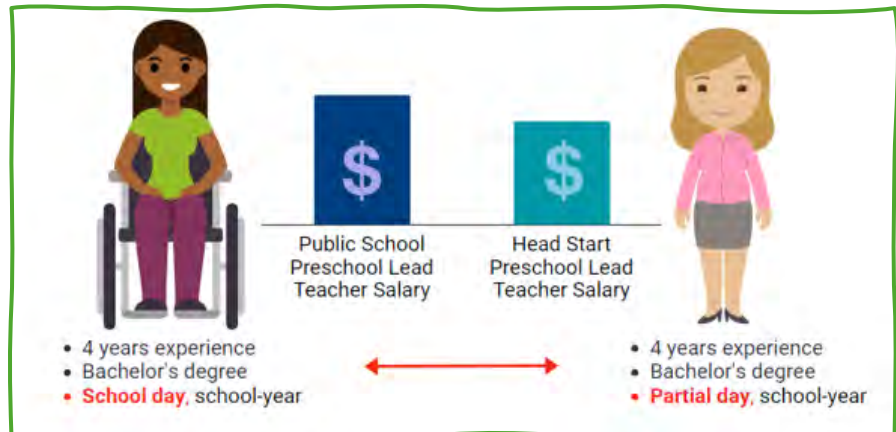 $
$
Public School
Preschool Lead
Teacher Salary
Head Start
Preschool Lead
Teacher Salary
• 4 years experience
• Bachelor's degree
• School day, school-year
• 4 years experience
• Bachelor's degree
• Partial day, school-year